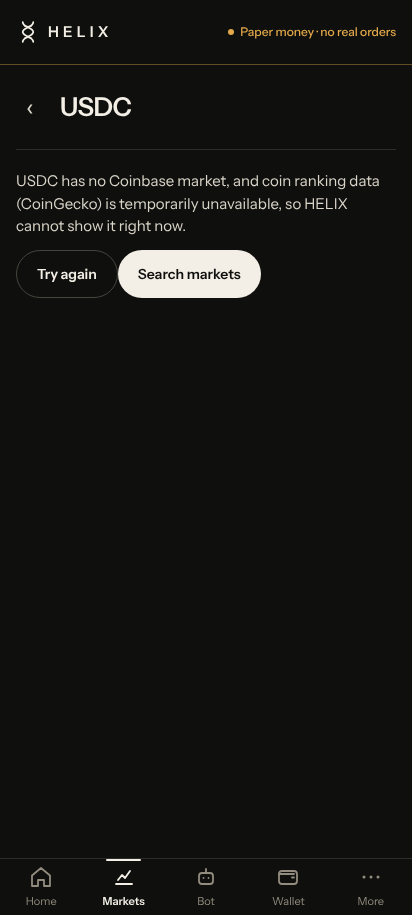 HELIX
Paper money · no real orders
‹ USDC
USDC has no Coinbase market, and coin ranking data
(CoinGecko) is temporarily unavailable, so HELIX
cannot show it right now.
Try again
Search markets
Home
Markets
Bot
Wallet
More